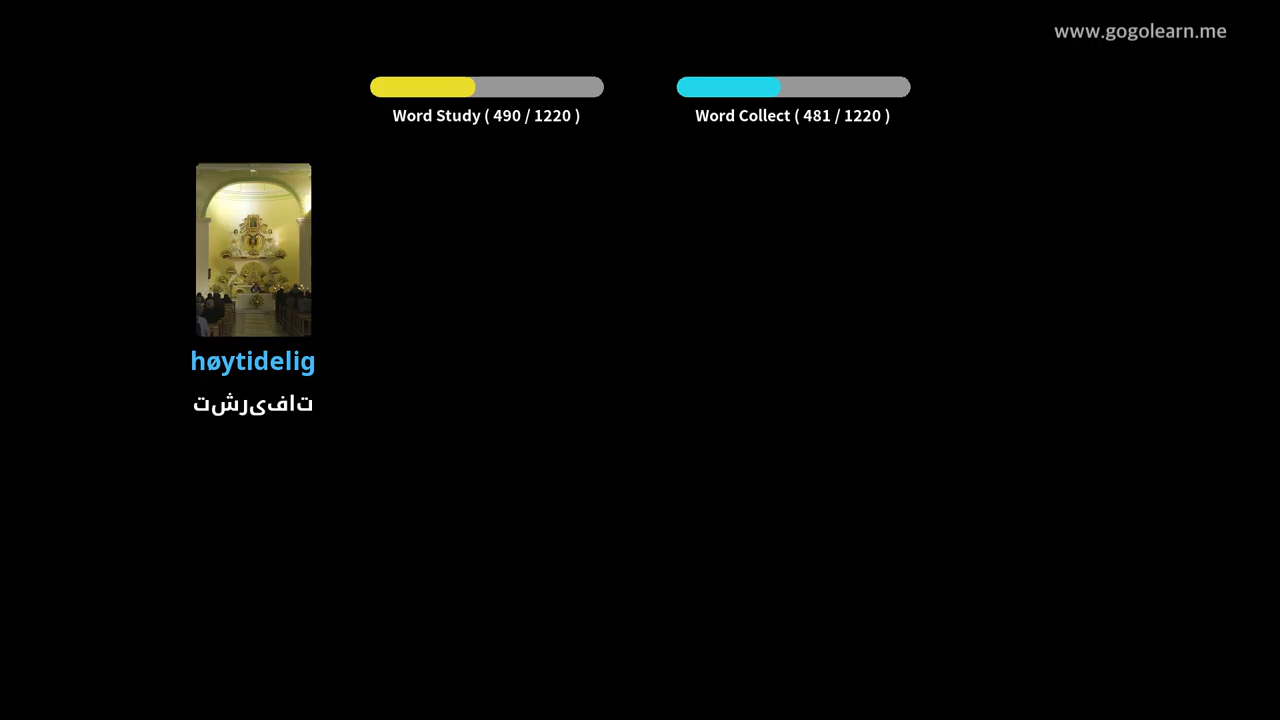 www.gogolearn.me
Word Study ( 490 / 1220 )
Word Collect ( 481 / 1220 )
høytidelig
تافیرشت